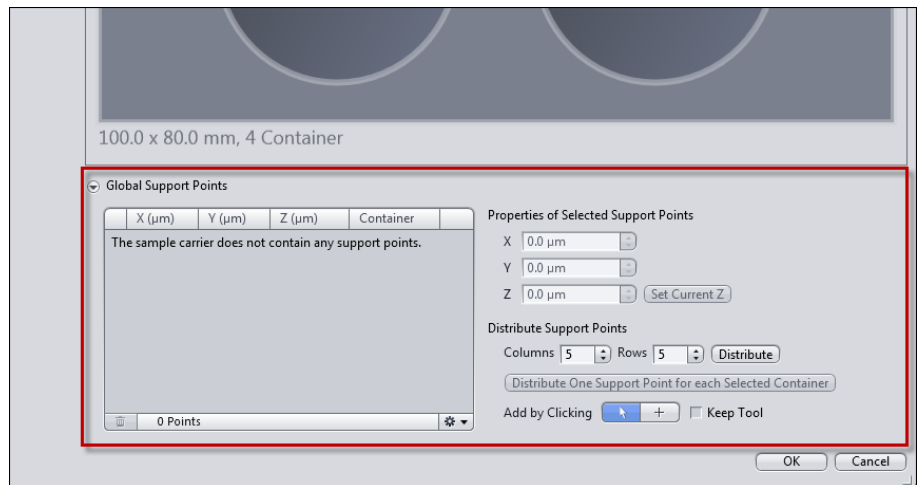 100.0 x 80.0 mm, 4 Container
Global Support Points
X (µm) Y (µm) Z (µm) Container
The sample carrier does not contain any support points.
0 Points
Properties of Selected Support Points
X 0.0 µm
Y 0.0 µm
Z 0.0 µm Set Current Z
Distribute Support Points
Columns 5 Rows 5 Distribute
Distribute One Support Point for each Selected Container
Add by Clicking + Keep Tool
OK Cancel